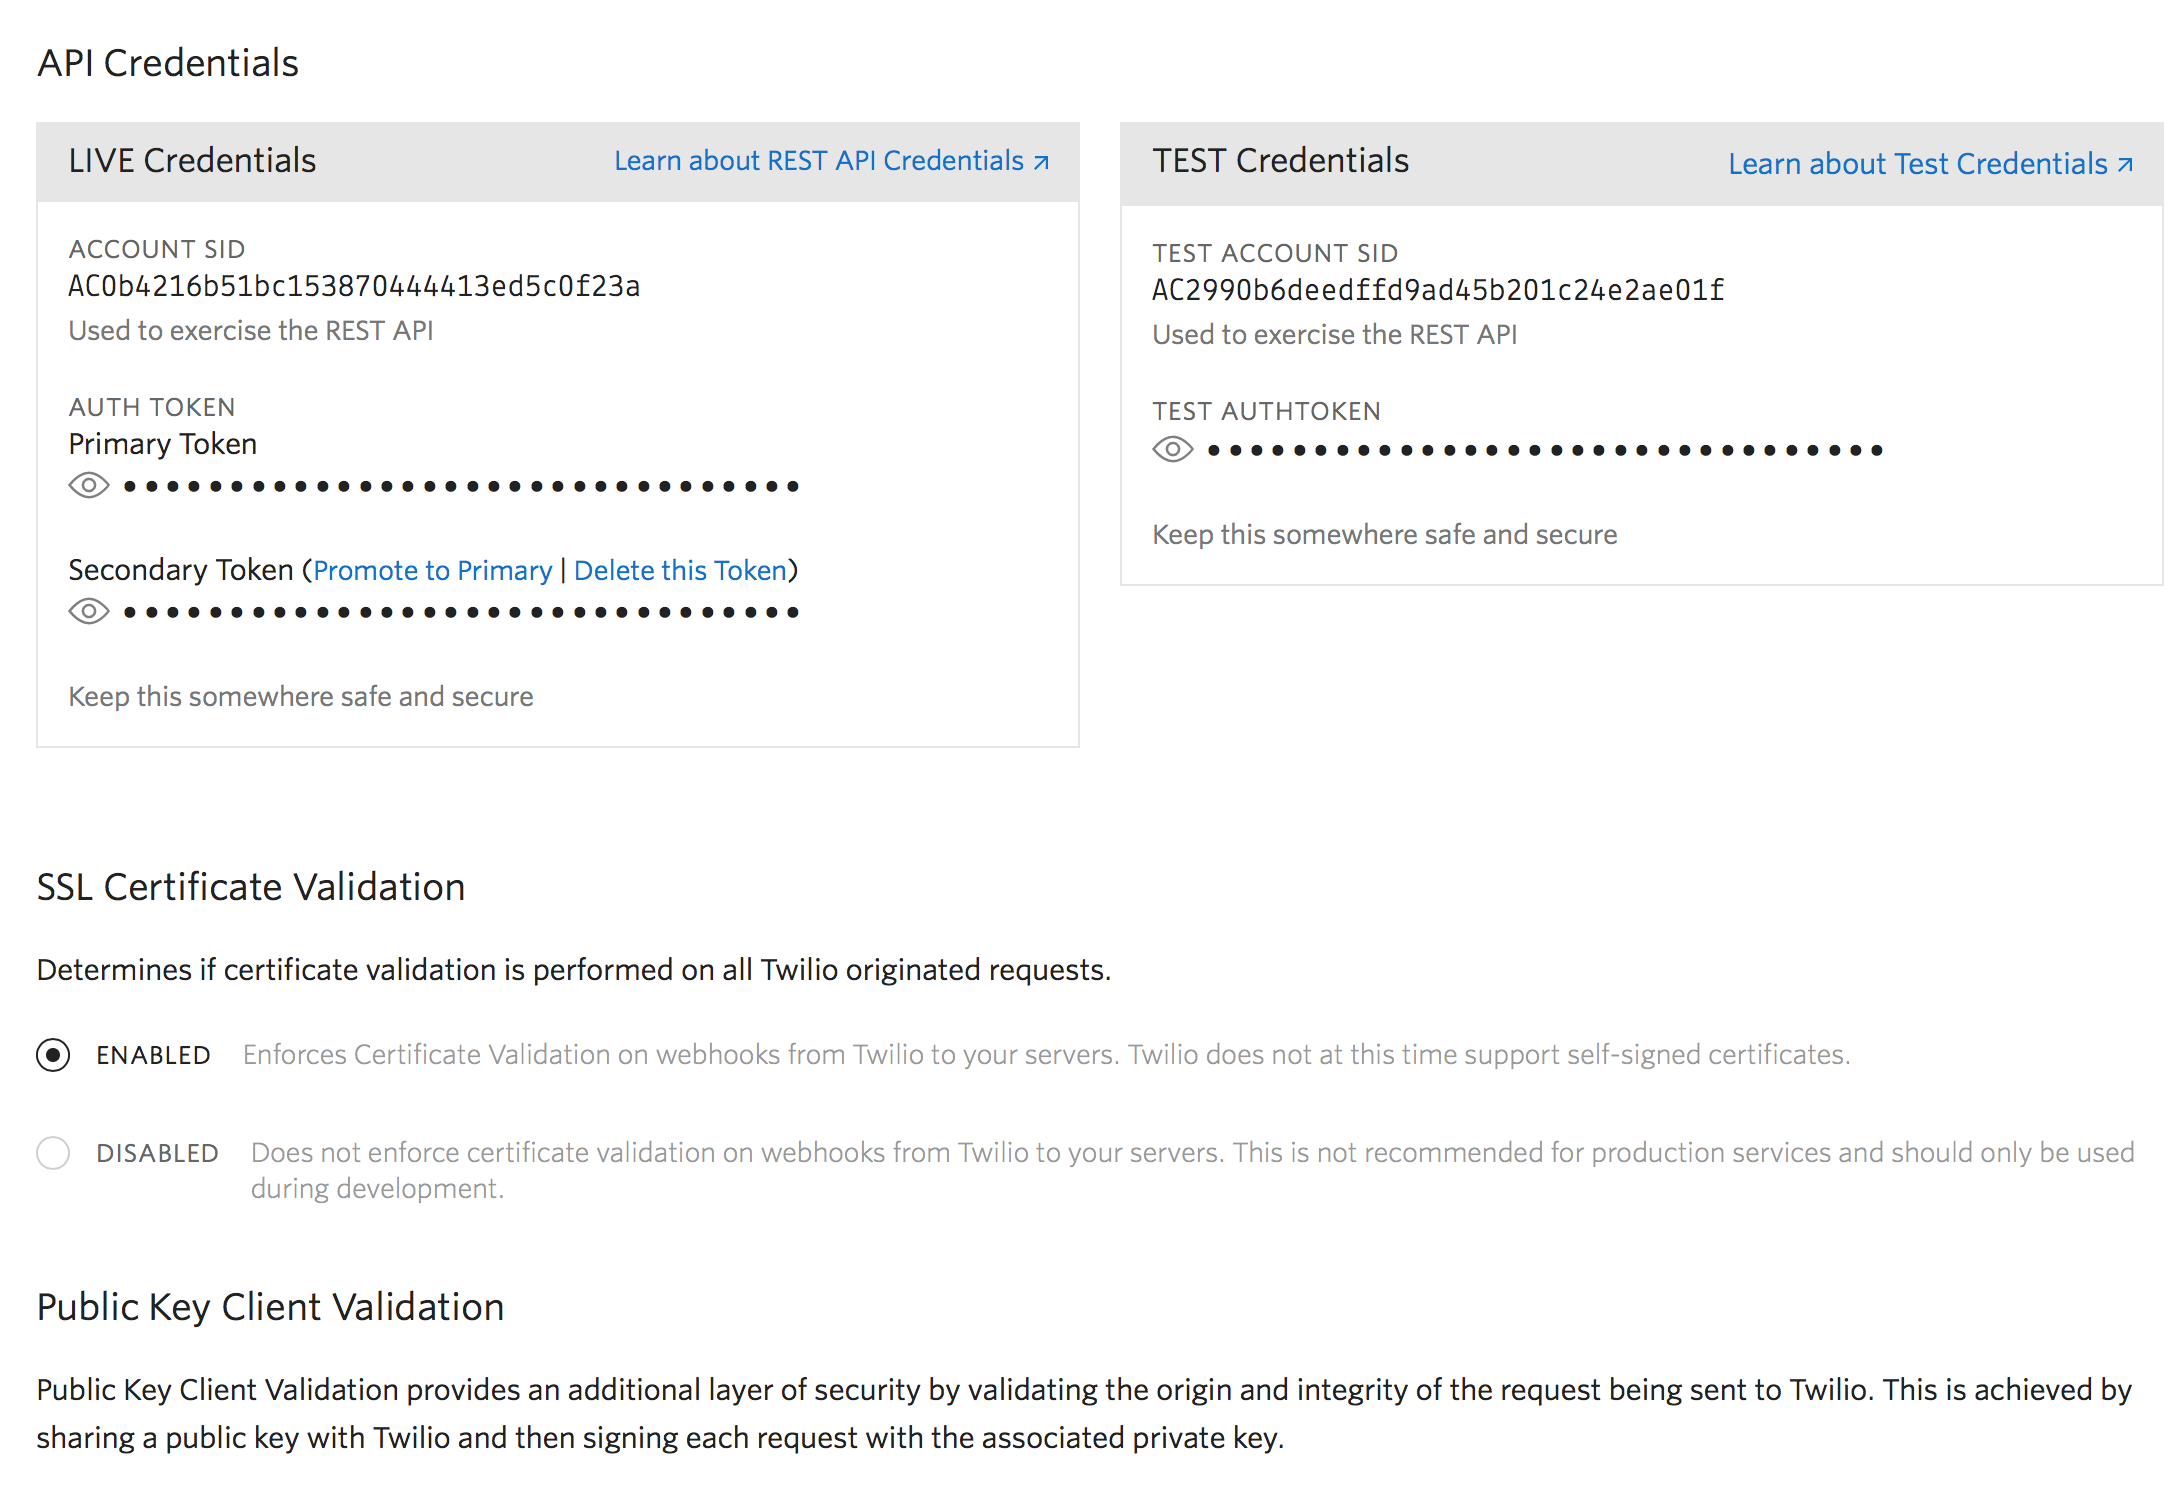 API Credentials
LIVE Credentials
Learn about REST API Credentials
ACCOUNT SID
AC0b4216b51bc153870444413ed5c0f23a
Used to exercise the REST API
AUTH TOKEN
Primary Token
••••••••••••••••••••••••••••••••
Secondary Token (Promote to Primary | Delete this Token)
••••••••••••••••••••••••••••••••
Keep this somewhere safe and secure
TEST Credentials
Learn about Test Credentials
TEST ACCOUNT SID
AC2990b6deedffd9ad45b201c24e2ae01f
Used to exercise the REST API
TEST AUTHTOKEN
••••••••••••••••••••••••••••••••
Keep this somewhere safe and secure
SSL Certificate Validation
Determines if certificate validation is performed on all Twilio originated requests.
ENABLED Enforces Certificate Validation on webhooks from Twilio to your servers. Twilio does not at this time support self-signed certificates.
DISABLED Does not enforce certificate validation on webhooks from Twilio to your servers. This is not recommended for production services and should only be used
during development.
Public Key Client Validation
Public Key Client Validation provides an additional layer of security by validating the origin and integrity of the request being sent to Twilio. This is achieved by
sharing a public key with Twilio and then signing each request with the associated private key.